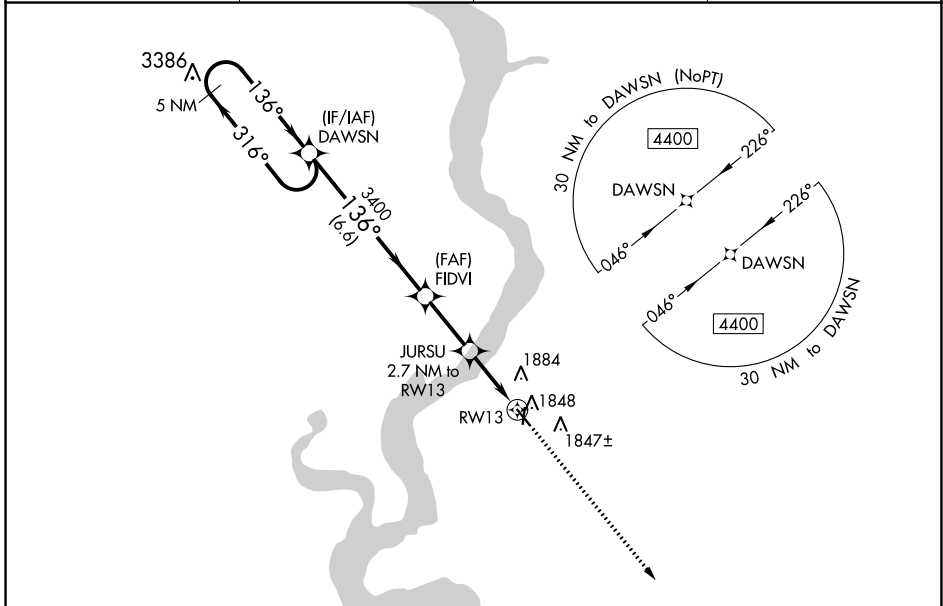 3386
5 NM
136°
316°
(IF/IAF)
DAWSN
3400
136°
(6.6)
(FAF)
FIDVI
JURSU
2.7 NM to
RW13
RW13
1884
1848
1847±
30 NM to DAWSN (NoPT)
4400
226°
DAWSN
046°
226°
DAWSN
046°
4400
30 NM to DAWSN